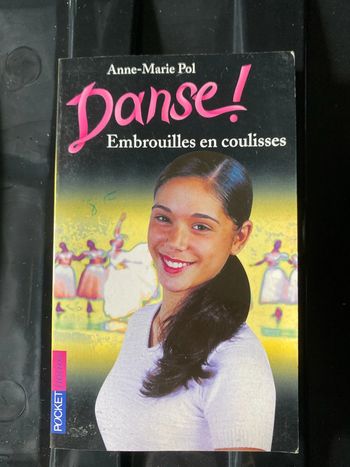 Anne-Marie Pol
Danse!
Embrouilles en coulisses
POCKET